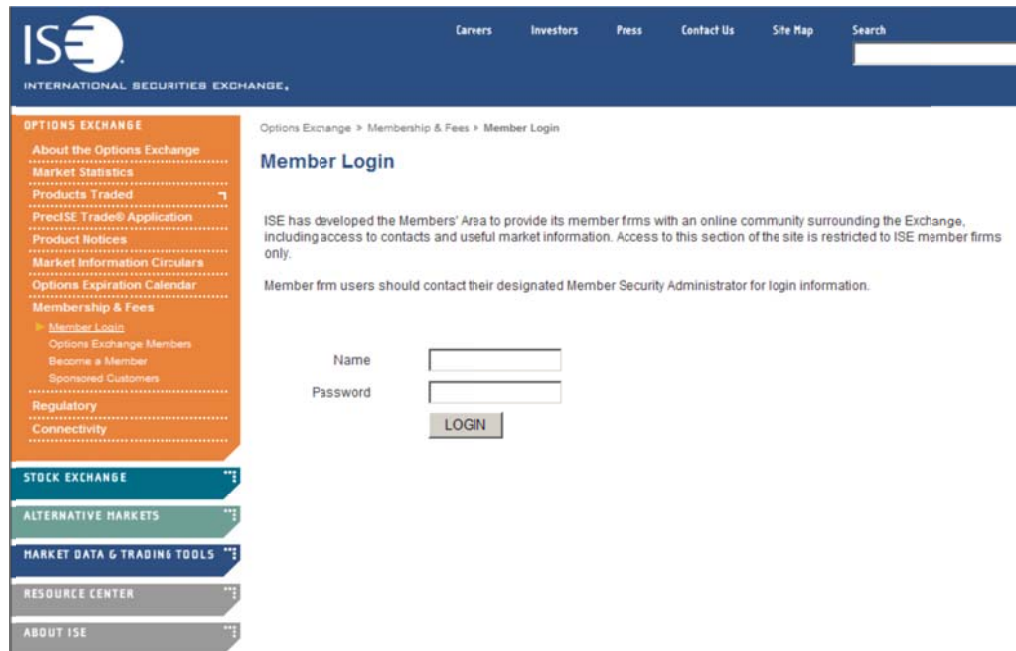 ISE.
INTERNATIONAL SECURITIES EXCHANGE.
Careers Investors Press Contact Us Site Map Search
OPTIONS EXCHANGE
About the Options Exchange
Market Statistics
Products Traded
PrecISE Trade® Application
Product Notices
Market Information Circulars
Options Expiration Calendar
Membership & Fees
Member Login
Options Exchange Members
Become a Member
Sponsored Customers
Regulatory
Connectivity
STOCK EXCHANGE
ALTERNATIVE MARKETS
MARKET DATA & TRADING TOOLS
RESOURCE CENTER
ABOUT ISE
Options Exchange > Membership & Fees > Member Login
Member Login
ISE has developed the Members' Area to provide its member firms with an online community surrounding the Exchange,
including access to contacts and useful market information. Access to this section of the site is restricted to ISE member firms
only.
Member firm users should contact their designated Member Security Administrator for login information.
Name
Password
LOGIN